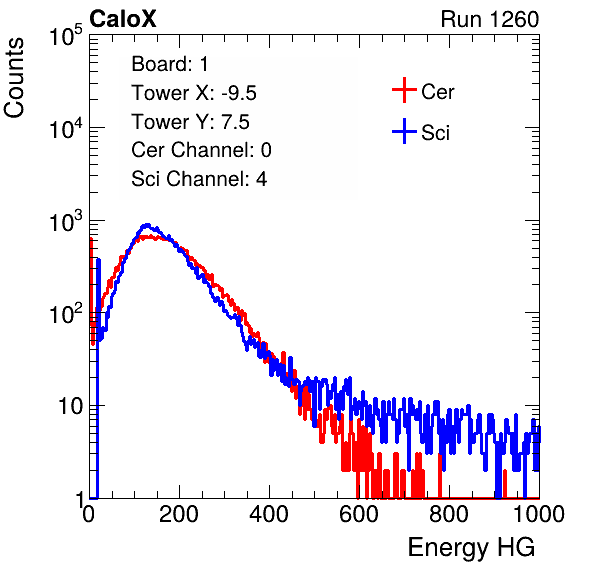 CaloX Run 1260
Counts
Board: 1
Tower X: -9.5
Tower Y: 7.5
Cer Channel: 0
Sci Channel: 4
Cer
Sci
10^5
10^4
10^3
10^2
10
1
0 200 400 600 800 1000
Energy HG